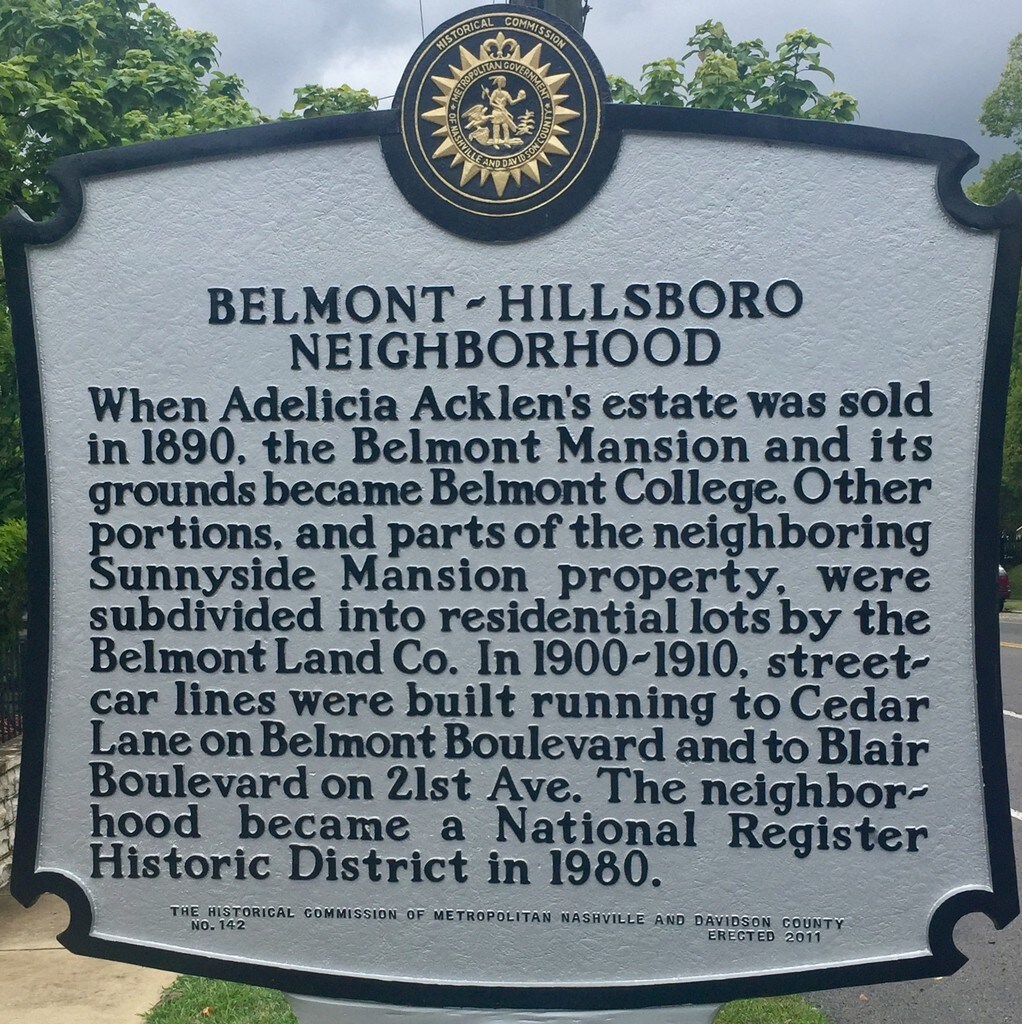 HISTORICAL COMMISSION
METROPOLITAN GOVERNMENT
OF NASHVILLE AND DAVIDSON COUNTY
BELMONT~HILLSBORO
NEIGHBORHOOD
When Adelicia Acklen's estate was sold
in 1890, the Belmont Mansion and its
grounds became Belmont College. Other
portions, and parts of the neighboring
Sunnyside Mansion property, were
subdivided into residential lots by the
Belmont Land Co. In 1900~1910, street~
car lines were built running to Cedar
Lane on Belmont Boulevard and to Blair
Boulevard on 21st Ave. The neighbor~
hood became a National Register
Historic District in 1980.
THE HISTORICAL COMMISSION OF METROPOLITAN NASHVILLE AND DAVIDSON COUNTY
NO. 142
ERECTED 2011